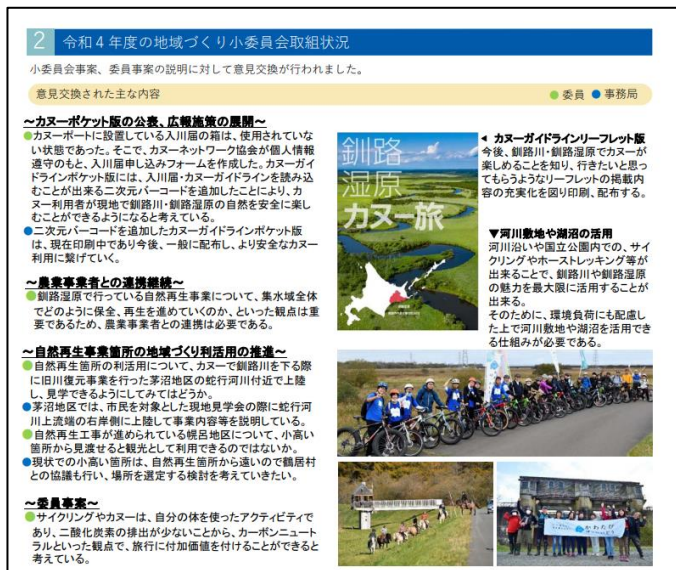 2 令和4年度の地域づくり小委員会取組状況
小委員会事案、委員事案の説明に対して意見交換が行われました。
意見交換された主な内容
●委員 ●事務局
～カヌーポケット版の公表、広報施策の展開～
●カヌーポートに設置している入川届の箱は、使用されていな
い状態であった。そこで、カヌーネットワーク協会が個人情報
遵守のもと、入川届申し込みフォームを作成した。カヌーガイ
ドラインポケット版には、入川届・カヌーガイドラインを読み込
むことが出来る二次元バーコードを追加したことにより、カ
ヌー利用者が現地で釧路川・釧路湿原の自然を安全に楽し
むことができるようになると考えている。
●二次元バーコードを追加したカヌーガイドラインポケット版
は、現在印刷中であり今後、一般に配布し、より安全なカヌー
利用に繋げていく。
～農業事業者との連携継続～
●釧路湿原で行っている自然再生事業について、集水域全体
でどのように保全、再生を進めていくのか、といった観点は重
要であるため、農業事業者との連携は必要である。
～自然再生事業箇所の地域づくり利活用の推進～
●自然再生箇所の利活用について、カヌーで釧路川を下る際
に旧川復元事業を行った茅沼地区の蛇行河川付近で上陸
し、見学できるようにしてみてはどうか。
●茅沼地区では、市民を対象とした現地見学会の際に蛇行河
川上流端の右岸側に上陸して事業内容等を説明している。
●自然再生工事が進められている幌呂地区について、小高い
箇所から見渡せると観光として利用できるのではないか。
●現状での小高い箇所は、自然再生箇所から遠いので鶴居村
との協議も行い、場所を選定する検討を考えていきたい。
～委員事案～
●サイクリングやカヌーは、自分の体を使ったアクティビティで
あり、二酸化炭素の排出が少ないことから、カーボンニュート
ラルといった観点で、旅行に付加価値を付けることができると
考えている。
釧路
湿原
カヌー旅
◀ カヌーガイドラインリーフレット版
今後、釧路川・釧路湿原でカヌーが
楽しめることを知り、行きたいと思っ
てもらうようなリーフレットの掲載内
容の充実化を図り印刷、配布する。
▼河川敷地や湖沼の活用
河川沿いや国立公園内での、サイ
クリングやホーストレッキング等が
出来ることで、釧路川や釧路湿原
の魅力を最大限に活用することが
出来る。
そのために、環境負荷にも配慮し
た上で河川敷地や湖沼を活用でき
る仕組みが必要である。
かわたび